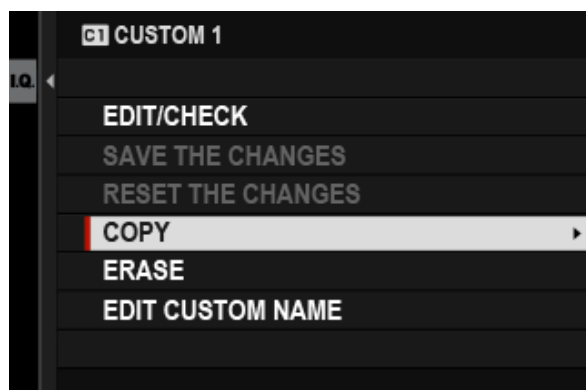 C1 CUSTOM 1
I.Q.
EDIT/CHECK
SAVE THE CHANGES
RESET THE CHANGES
COPY
ERASE
EDIT CUSTOM NAME